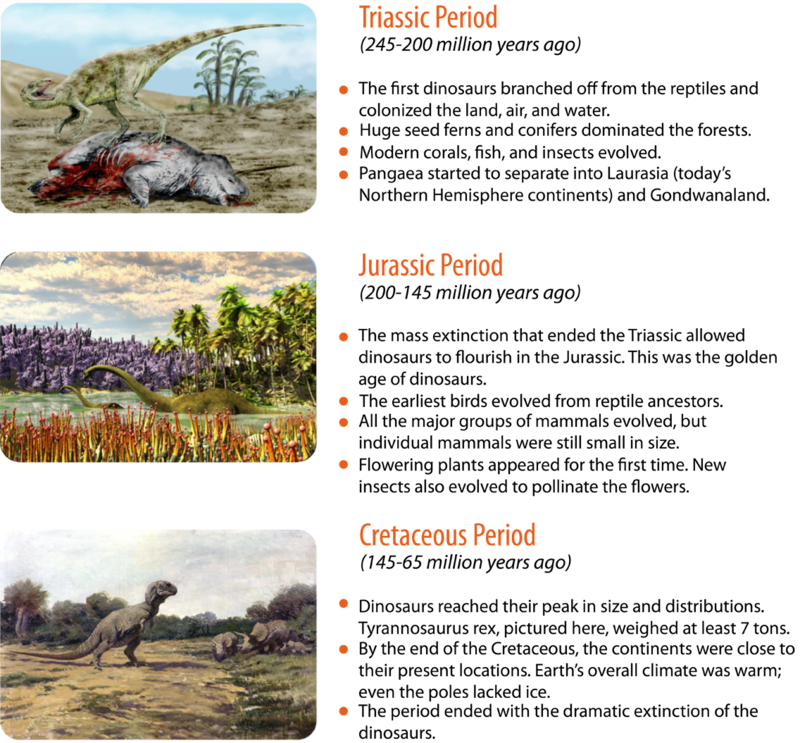 Triassic Period
(245-200 million years ago)
• The first dinosaurs branched off from the reptiles and
colonized the land, air, and water.
• Huge seed ferns and conifers dominated the forests.
• Modern corals, fish, and insects evolved.
• Pangaea started to separate into Laurasia (today's
Northern Hemisphere continents) and Gondwanaland.
Jurassic Period
(200-145 million years ago)
• The mass extinction that ended the Triassic allowed
dinosaurs to flourish in the Jurassic. This was the golden
age of dinosaurs.
• The earliest birds evolved from reptile ancestors.
• All the major groups of mammals evolved, but
individual mammals were still small in size.
• Flowering plants appeared for the first time. New
insects also evolved to pollinate the flowers.
Cretaceous Period
(145-65 million years ago)
• Dinosaurs reached their peak in size and distributions.
Tyrannosaurus rex, pictured here, weighed at least 7 tons.
• By the end of the Cretaceous, the continents were close to
their present locations. Earth's overall climate was warm;
even the poles lacked ice.
• The period ended with the dramatic extinction of the
dinosaurs.